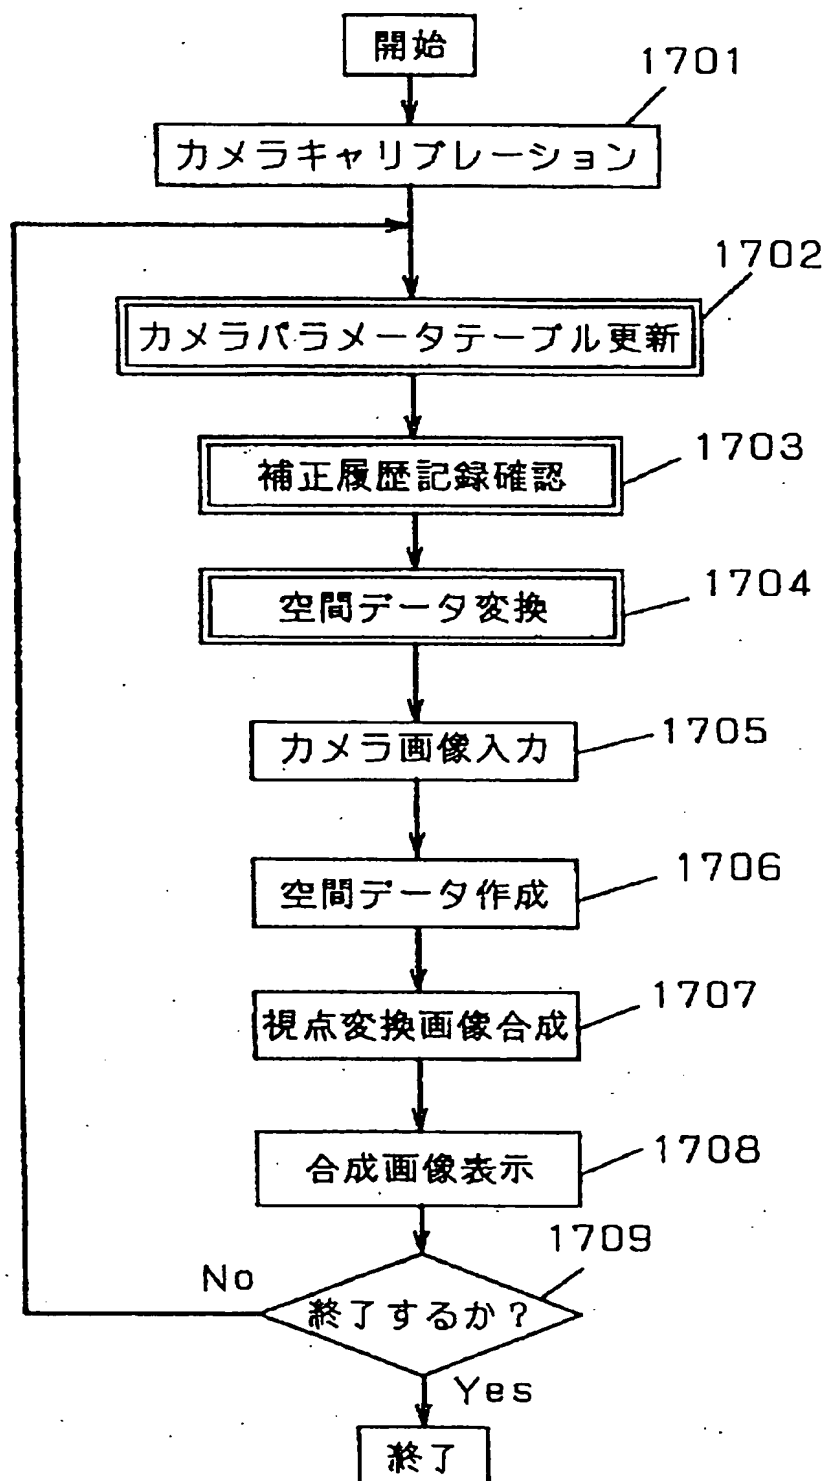 開始
1701
カメラキャリブレーション
1702
カメラパラメータテーブル更新
1703
補正履歴記録確認
1704
空間データ変換
1705
カメラ画像入力
1706
空間データ作成
1707
視点変換画像合成
1708
合成画像表示
1709
No
終了するか?
Yes
終了